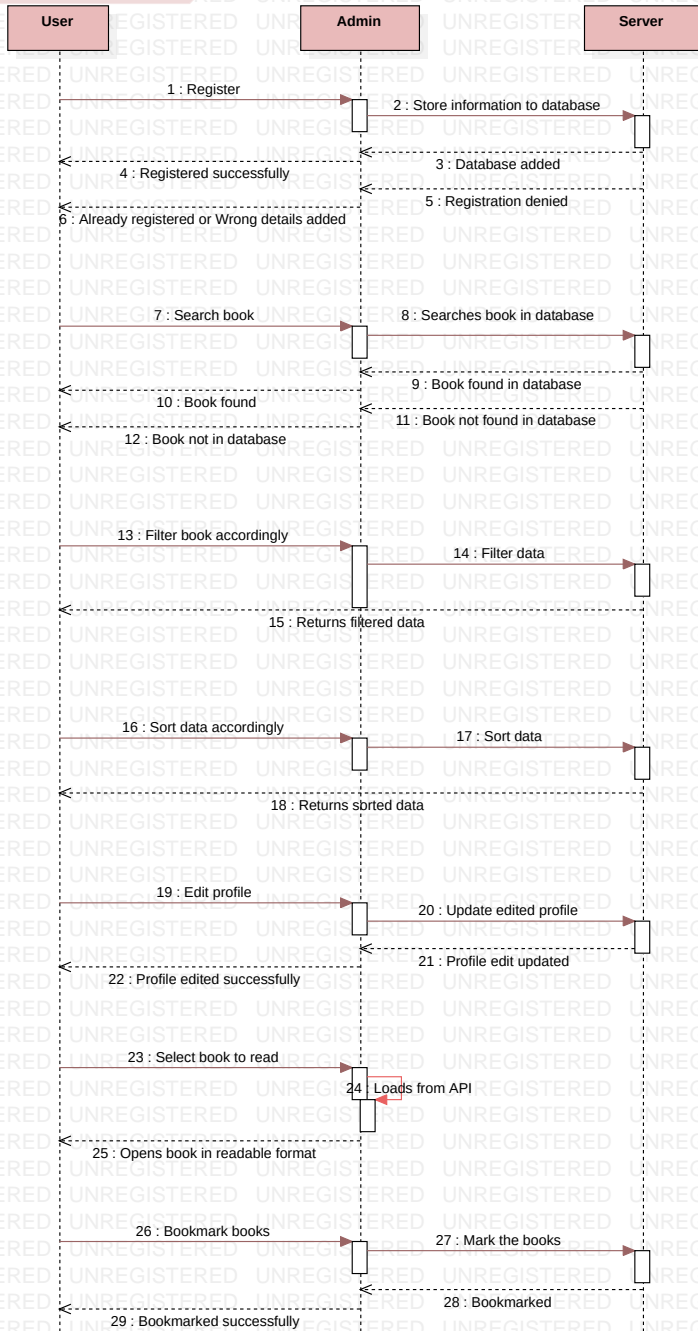 User
Admin
Server
1 : Register
2 : Store information to database
3 : Database added
4 : Registered successfully
5 : Registration denied
6 : Already registered or Wrong details added
7 : Search book
8 : Searches book in database
9 : Book found in database
10 : Book found
11 : Book not found in database
12 : Book not in database
13 : Filter book accordingly
14 : Filter data
15 : Returns filtered data
16 : Sort data accordingly
17 : Sort data
18 : Returns sorted data
19 : Edit profile
20 : Update edited profile
21 : Profile edit updated
22 : Profile edited successfully
23 : Select book to read
24 : Loads from API
25 : Opens book in readable format
26 : Bookmark books
27 : Mark the books
28 : Bookmarked
29 : Bookmarked successfully
UNREGISTERED